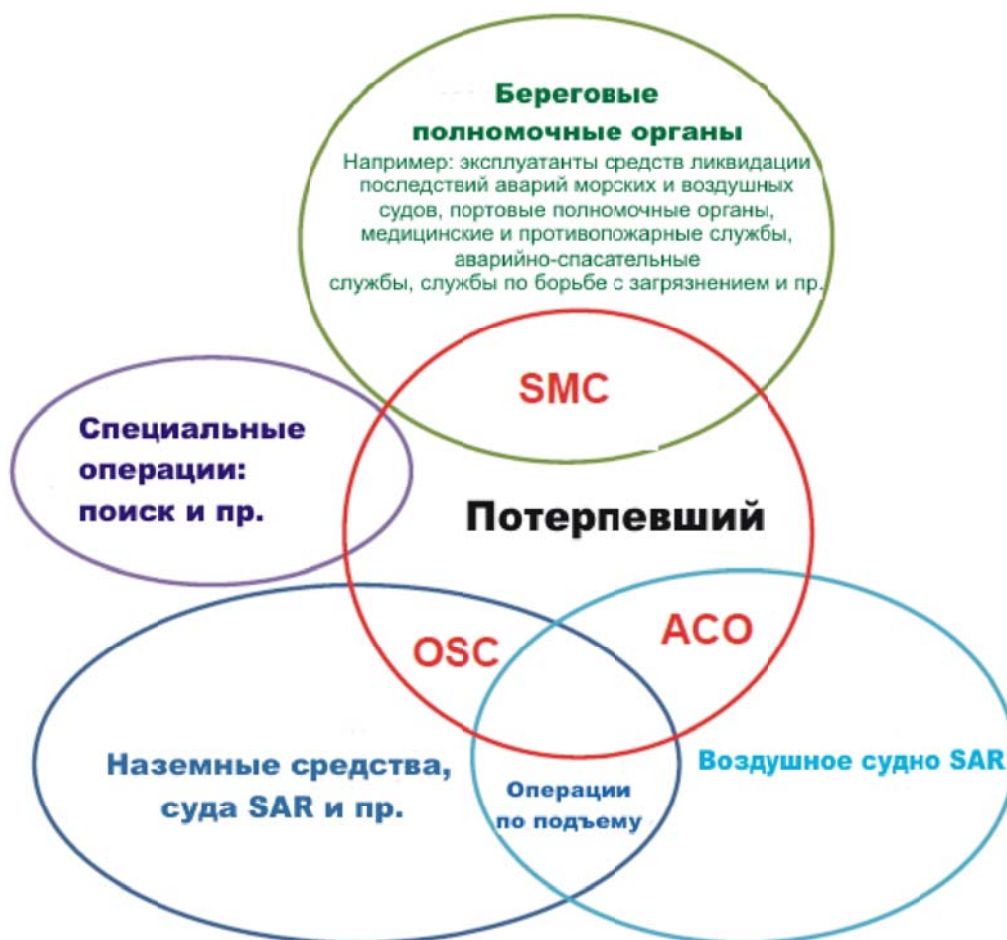 Береговые
полномочные органы
Например: эксплуатанты средств ликвидации
последствий аварий морских и воздушных
судов, портовые полномочные органы,
медицинские и противопожарные службы,
аварийно-спасательные
службы, службы по борьбе с загрязнением и пр.
SMC
Специальные
операции:
поиск и пр.
Потерпевший
OSC
ACO
Наземные средства,
суда SAR и пр.
Операции
по подъему
Воздушное судно SAR